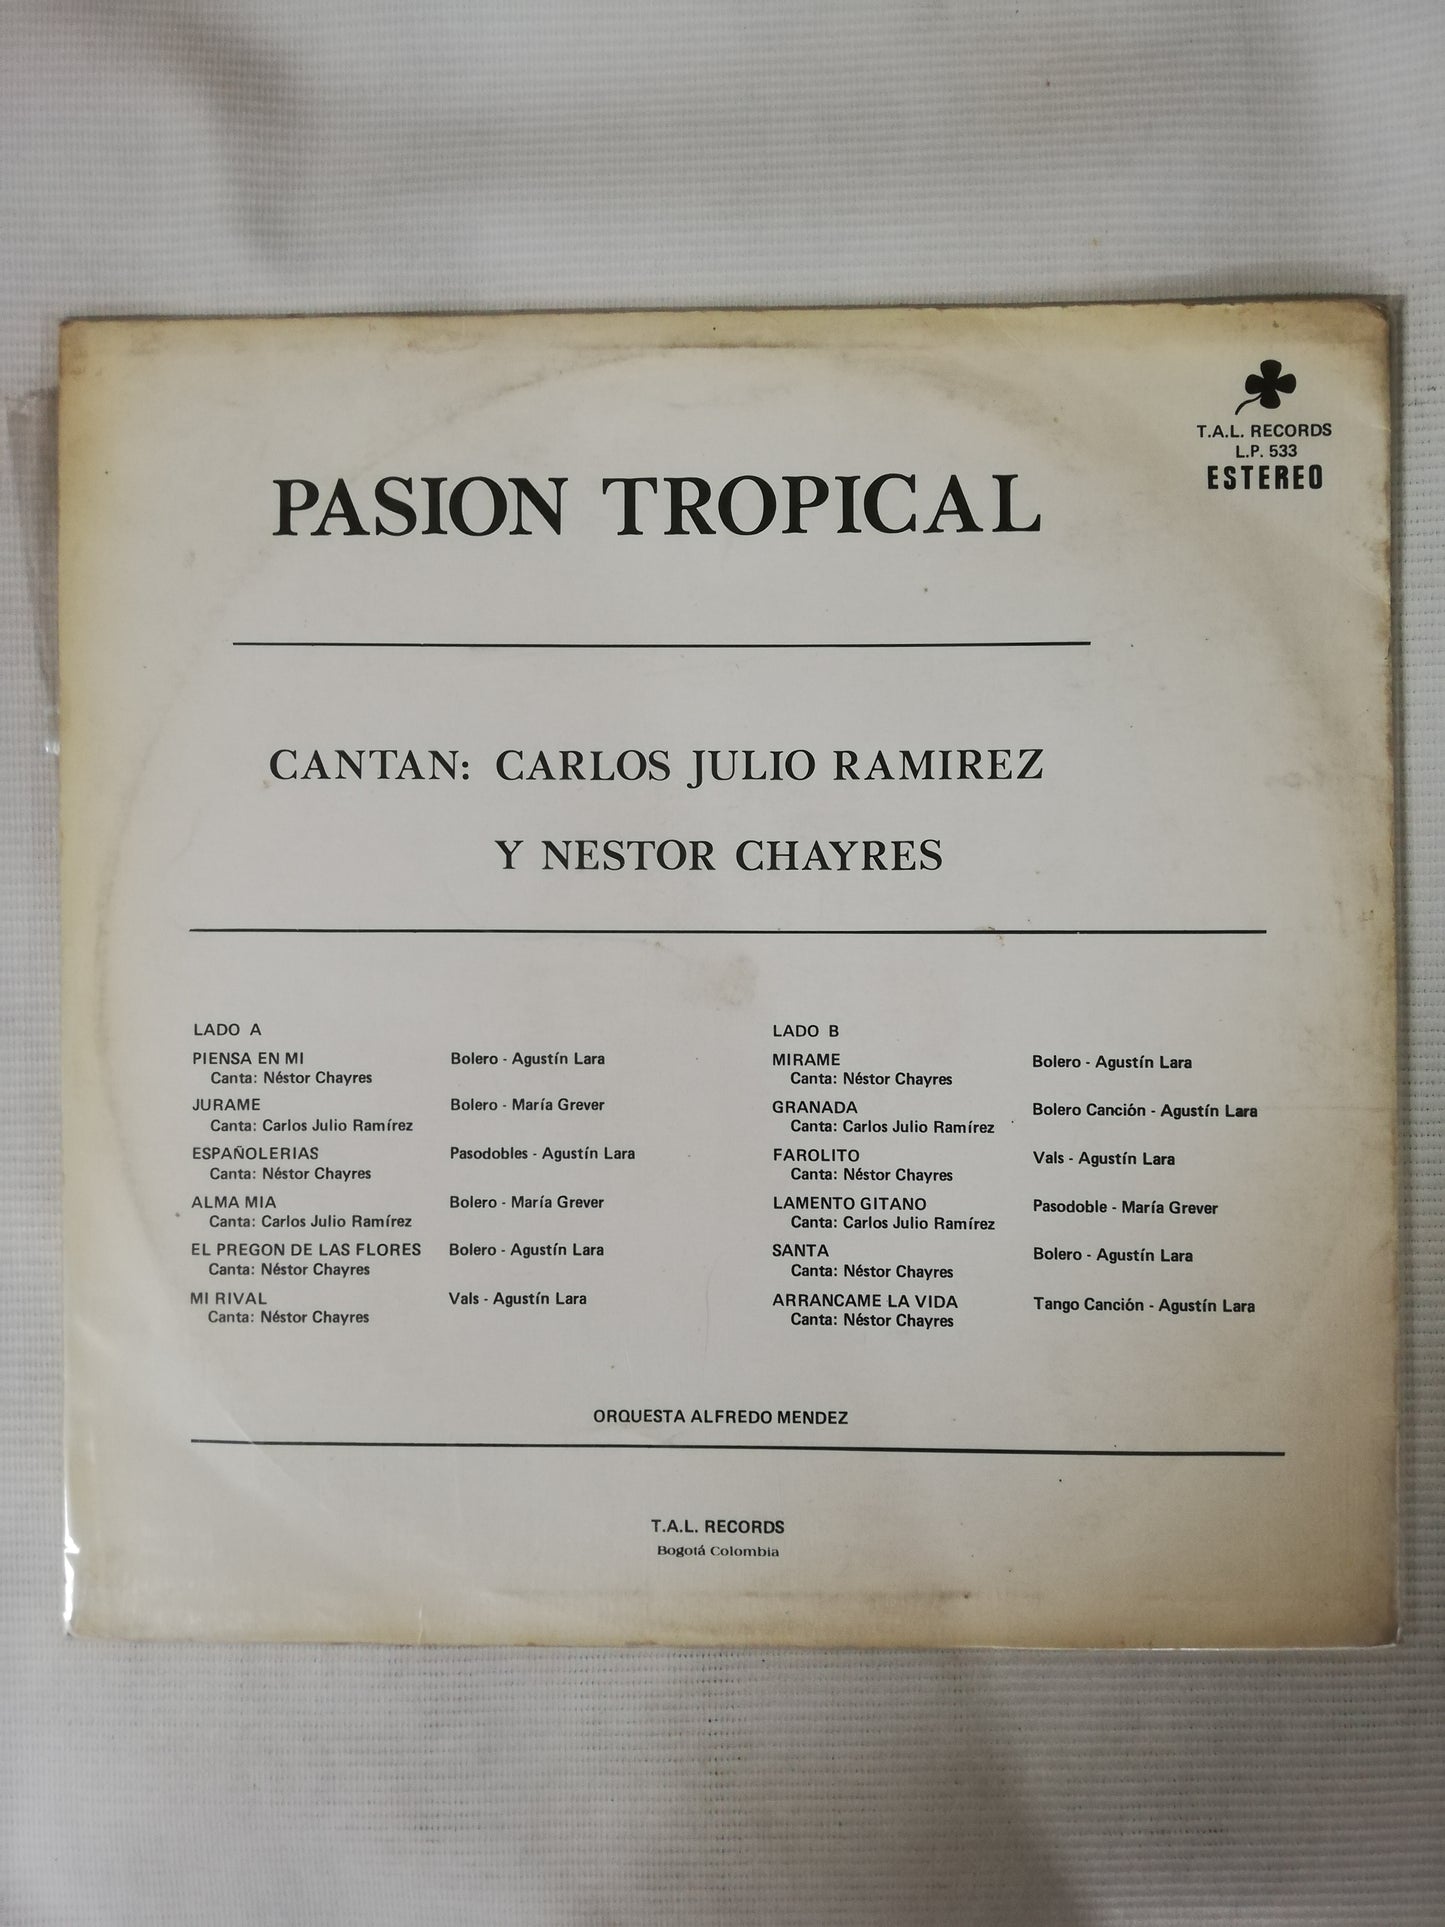 T.A.L. RECORDS
L.P. 533
ESTEREO
PASION TROPICAL
CANTAN: CARLOS JULIO RAMIREZ
Y NESTOR CHAYRES
LADO A
PIENSA EN MI Bolero - Agustín Lara
Canta: Néstor Chayres
JURAME Bolero - María Grever
Canta: Carlos Julio Ramírez
ESPAÑOLERIAS Pasodobles - Agustín Lara
Canta: Néstor Chayres
ALMA MIA Bolero - María Grever
Canta: Carlos Julio Ramírez
EL PREGON DE LAS FLORES Bolero - Agustín Lara
Canta: Néstor Chayres
MI RIVAL Vals - Agustín Lara
Canta: Néstor Chayres
LADO B
MIRAME Bolero - Agustín Lara
Canta: Néstor Chayres
GRANADA Bolero Canción - Agustín Lara
Canta: Carlos Julio Ramírez
FAROLITO Vals - Agustín Lara
Canta: Néstor Chayres
LAMENTO GITANO Pasodoble - María Grever
Canta: Carlos Julio Ramírez
SANTA Bolero - Agustín Lara
Canta: Néstor Chayres
ARRANCAME LA VIDA Tango Canción - Agustín Lara
Canta: Néstor Chayres
ORQUESTA ALFREDO MENDEZ
T.A.L. RECORDS
Bogotá Colombia